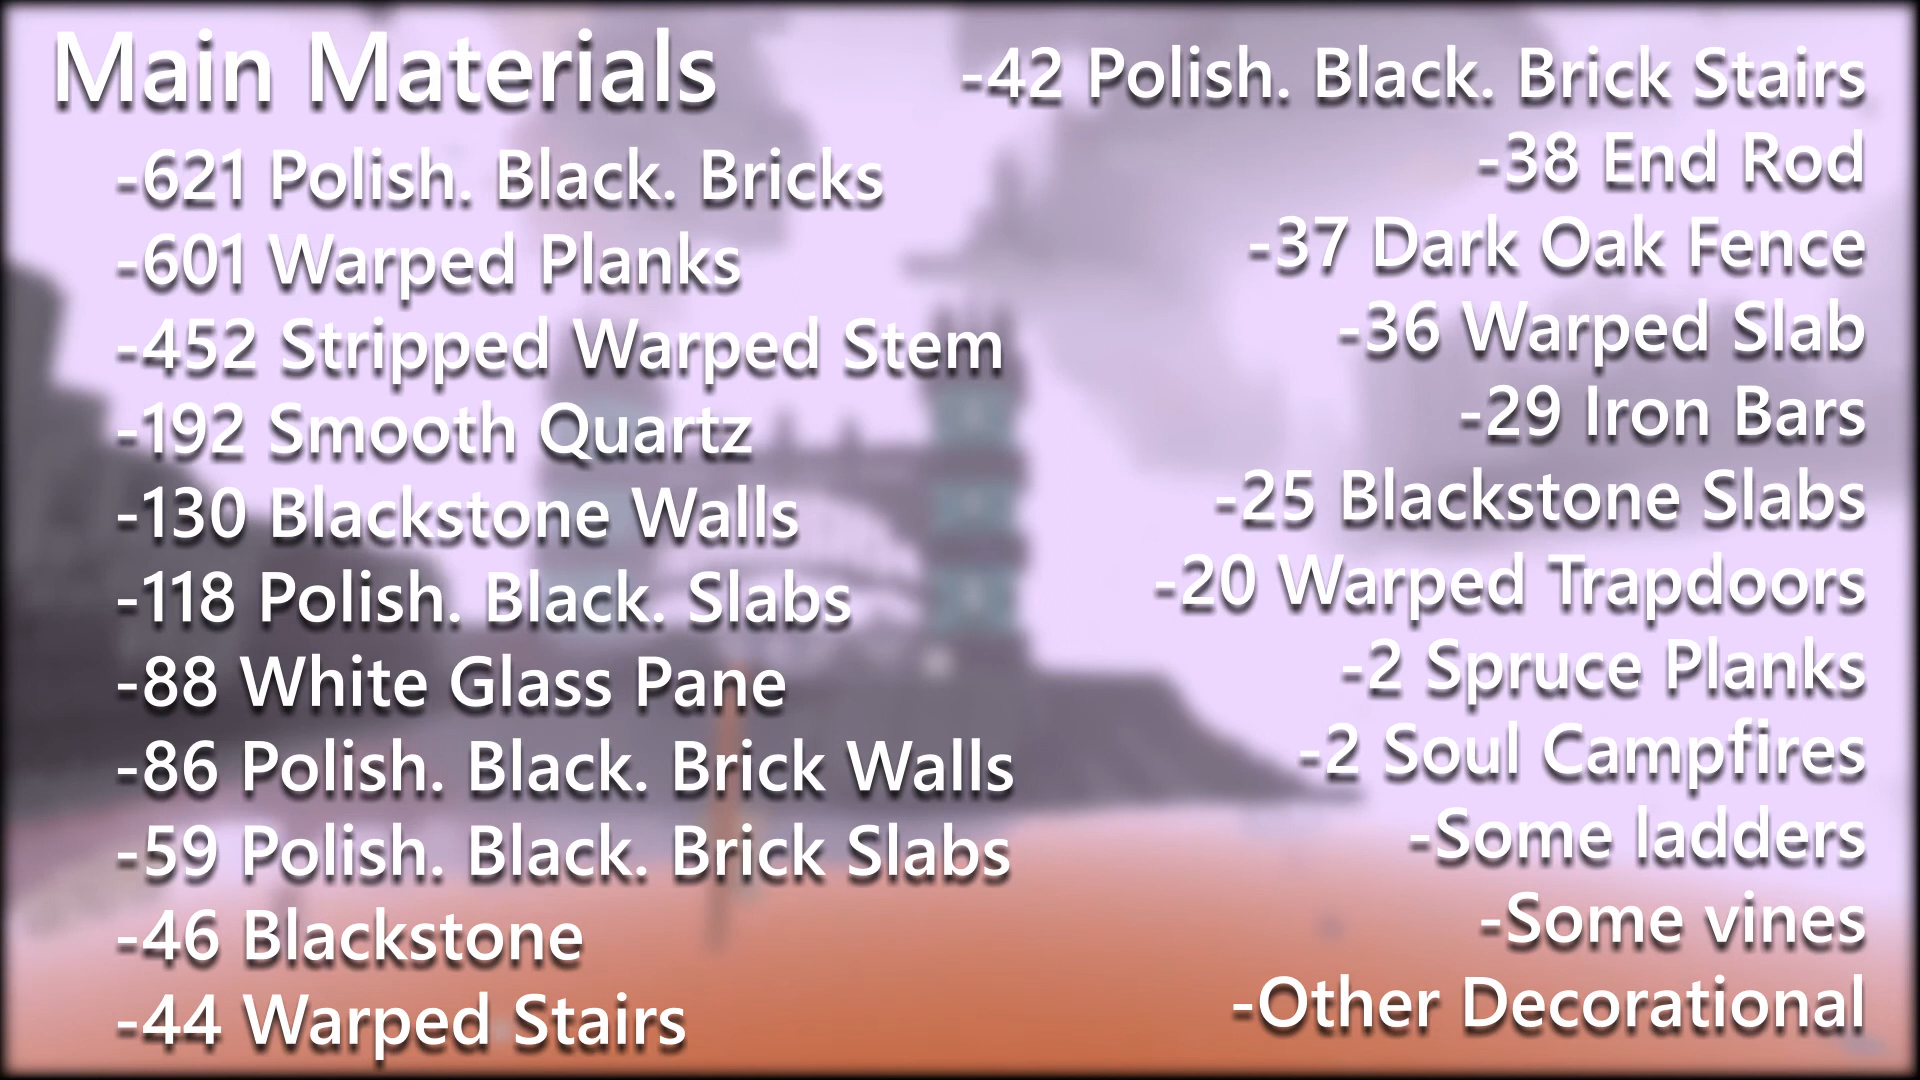 Main Materials
-621 Polish. Black. Bricks
-601 Warped Planks
-452 Stripped Warped Stem
-192 Smooth Quartz
-130 Blackstone Walls
-118 Polish. Black. Slabs
-88 White Glass Pane
-86 Polish. Black. Brick Walls
-59 Polish. Black. Brick Slabs
-46 Blackstone
-44 Warped Stairs
-42 Polish. Black. Brick Stairs
-38 End Rod
-37 Dark Oak Fence
-36 Warped Slab
-29 Iron Bars
-25 Blackstone Slabs
-20 Warped Trapdoors
-2 Spruce Planks
-2 Soul Campfires
-Some ladders
-Some vines
-Other Decorational